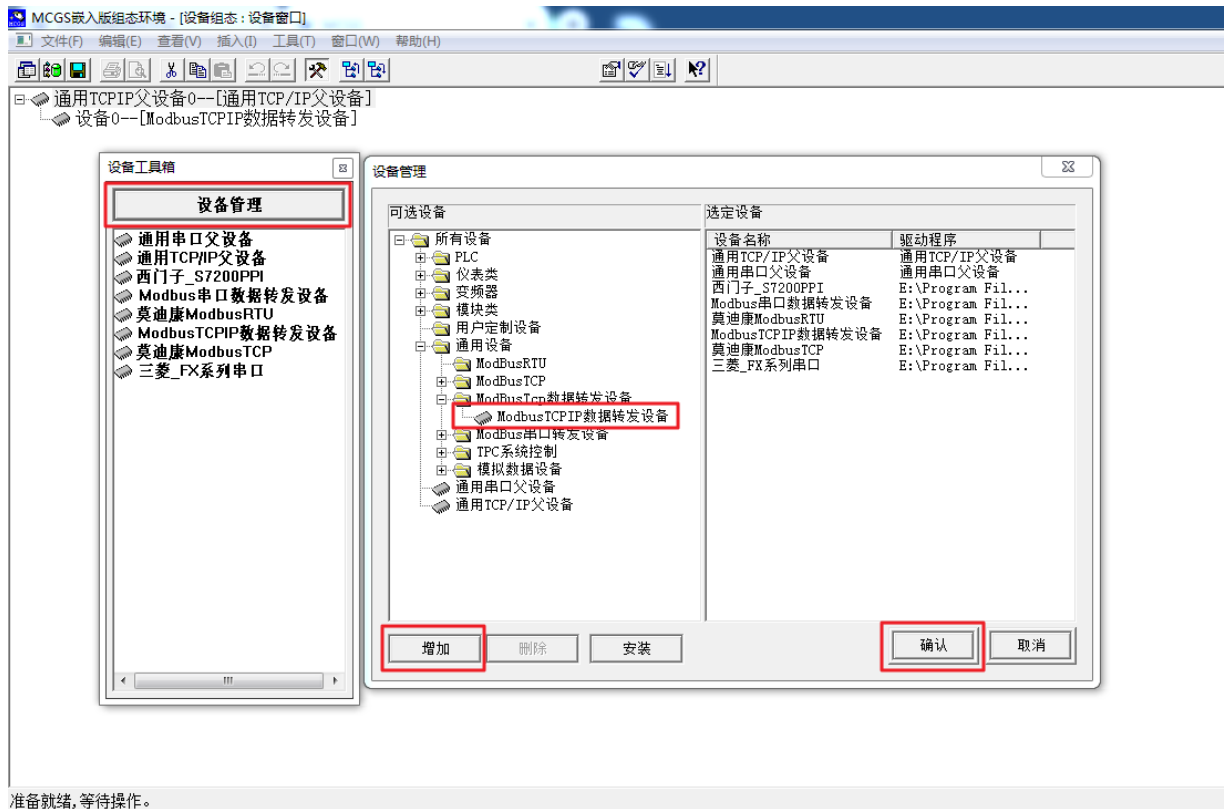 MCGS嵌入版组态环境 - [设备组态 : 设备窗口]
文件(F) 编辑(E) 查看(V) 插入(I) 工具(T) 窗口(W) 帮助(H)
通用TCPIP父设备0--[通用TCP/IP父设备]
设备0--[ModbusTCPIP数据转发设备]
设备工具箱
设备管理
通用串口父设备
通用TCP/IP父设备
西门子_S7200PPI
Modbus串口数据转发设备
莫迪康ModbusRTU
ModbusTCPIP数据转发设备
莫迪康ModbusTCP
三菱_FX系列串口
设备管理
可选设备
所有设备
PLC
仪表类
变频器
模块类
用户定制设备
通用设备
ModBusRTU
ModBusTCP
ModBusTcp数据转发设备
ModbusTCPIP数据转发设备
ModBus串口转发设备
TPC系统控制
模拟数据设备
通用串口父设备
通用TCP/IP父设备
选定设备
设备名称 驱动程序
通用TCP/IP父设备 通用TCP/IP父设备
通用串口父设备 通用串口父设备
西门子_S7200PPI E:\Program Fil...
Modbus串口数据转发设备 E:\Program Fil...
莫迪康ModbusRTU E:\Program Fil...
ModbusTCPIP数据转发设备 E:\Program Fil...
莫迪康ModbusTCP E:\Program Fil...
三菱_FX系列串口 E:\Program Fil...
增加 删除 安装 确认 取消
准备就绪,等待操作。